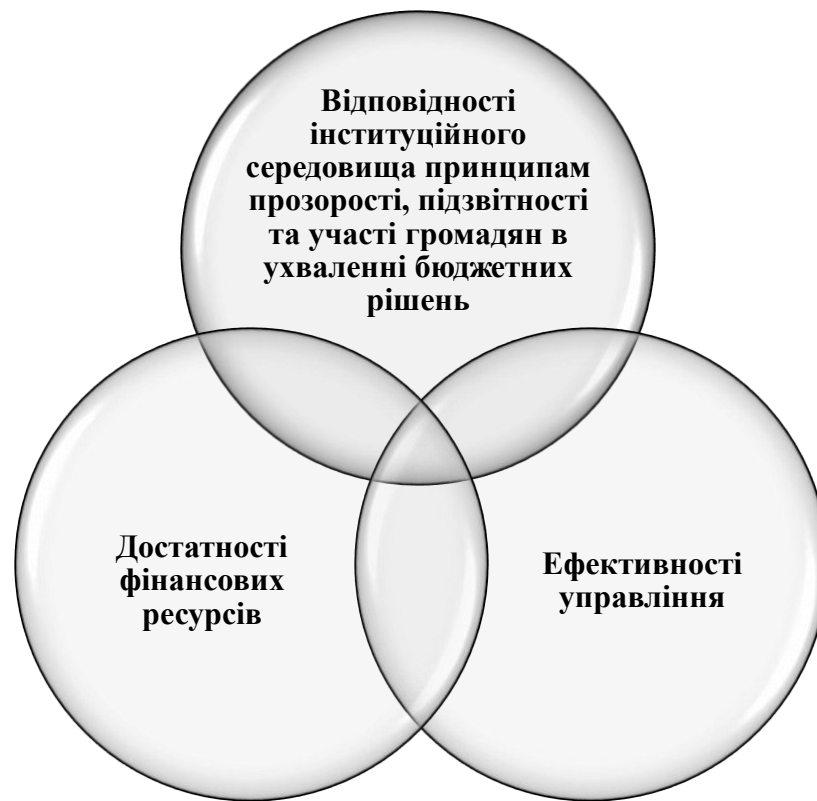 Відповідності
інституційного
середовища принципам
прозорості, підзвітності
та участі громадян в
ухваленні бюджетних
рішень
Достатності
фінансових
ресурсів
Ефективності
управління